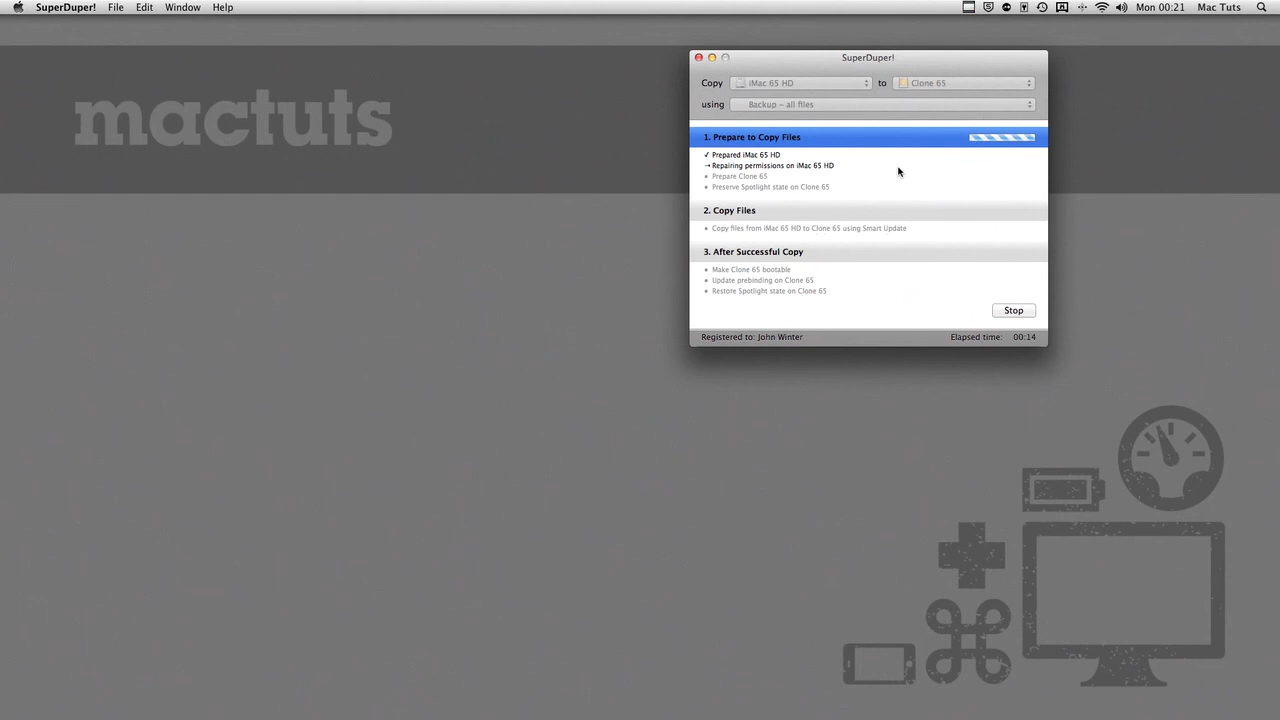 SuperDuper! File Edit Window Help Mon 00:21 Mac Tuts
mactuts
SuperDuper!
Copy iMac 65 HD to Clone 65
using Backup – all files
1. Prepare to Copy Files
✓ Prepared iMac 65 HD
→ Repairing permissions on iMac 65 HD
• Prepare Clone 65
• Preserve Spotlight state on Clone 65
2. Copy Files
• Copy files from iMac 65 HD to Clone 65 using Smart Update
3. After Successful Copy
• Make Clone 65 bootable
• Update prebinding on Clone 65
• Restore Spotlight state on Clone 65
Stop
Registered to: John Winter Elapsed time: 00:14